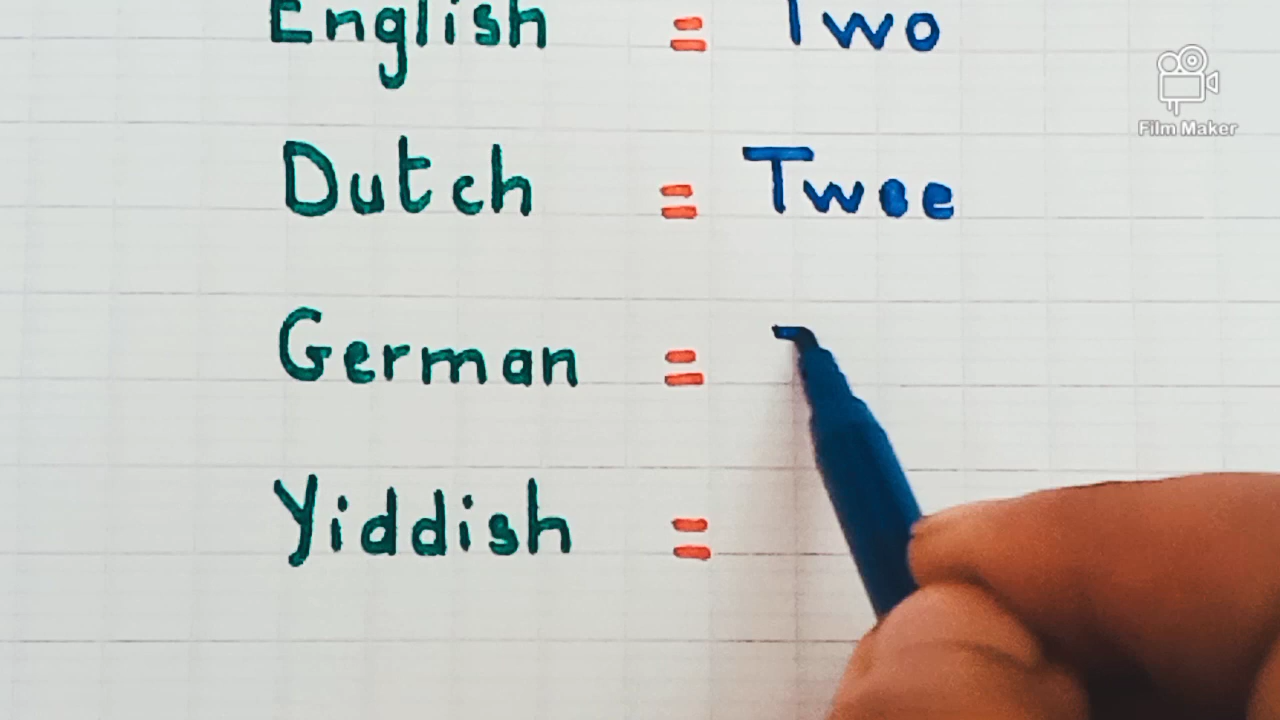 English = Two
Film Maker
Dutch = Twee
German =
Yiddish =